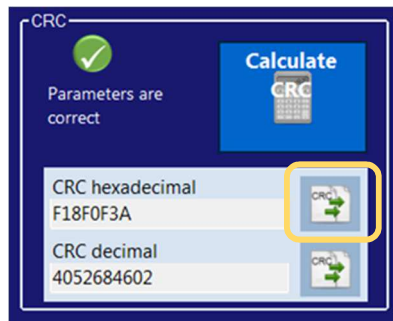 CRC
Calculate
CRC
Parameters are
correct
CRC hexadecimal
F18F0F3A
CRC
CRC decimal
4052684602
CRC